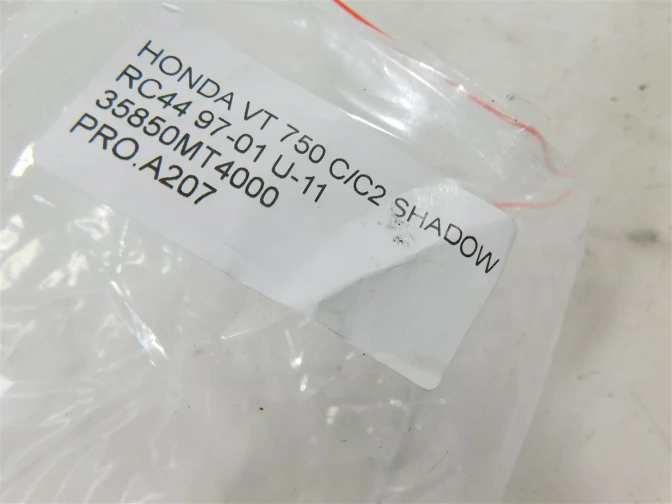 HONDA VT 750 C/C2 SHADOW
RC44 97-01 U-11
35850MT4000
PRO.A207